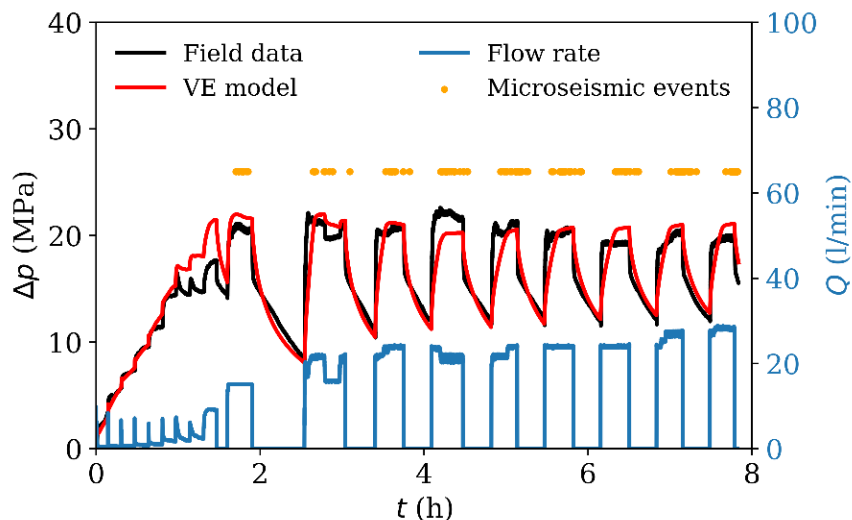 40
30
20
10
0
Δp (MPa)
Field data
VE model
Flow rate
Microseismic events
100
80
60
40
20
0
Q (l/min)
0
2
4
6
8
t (h)